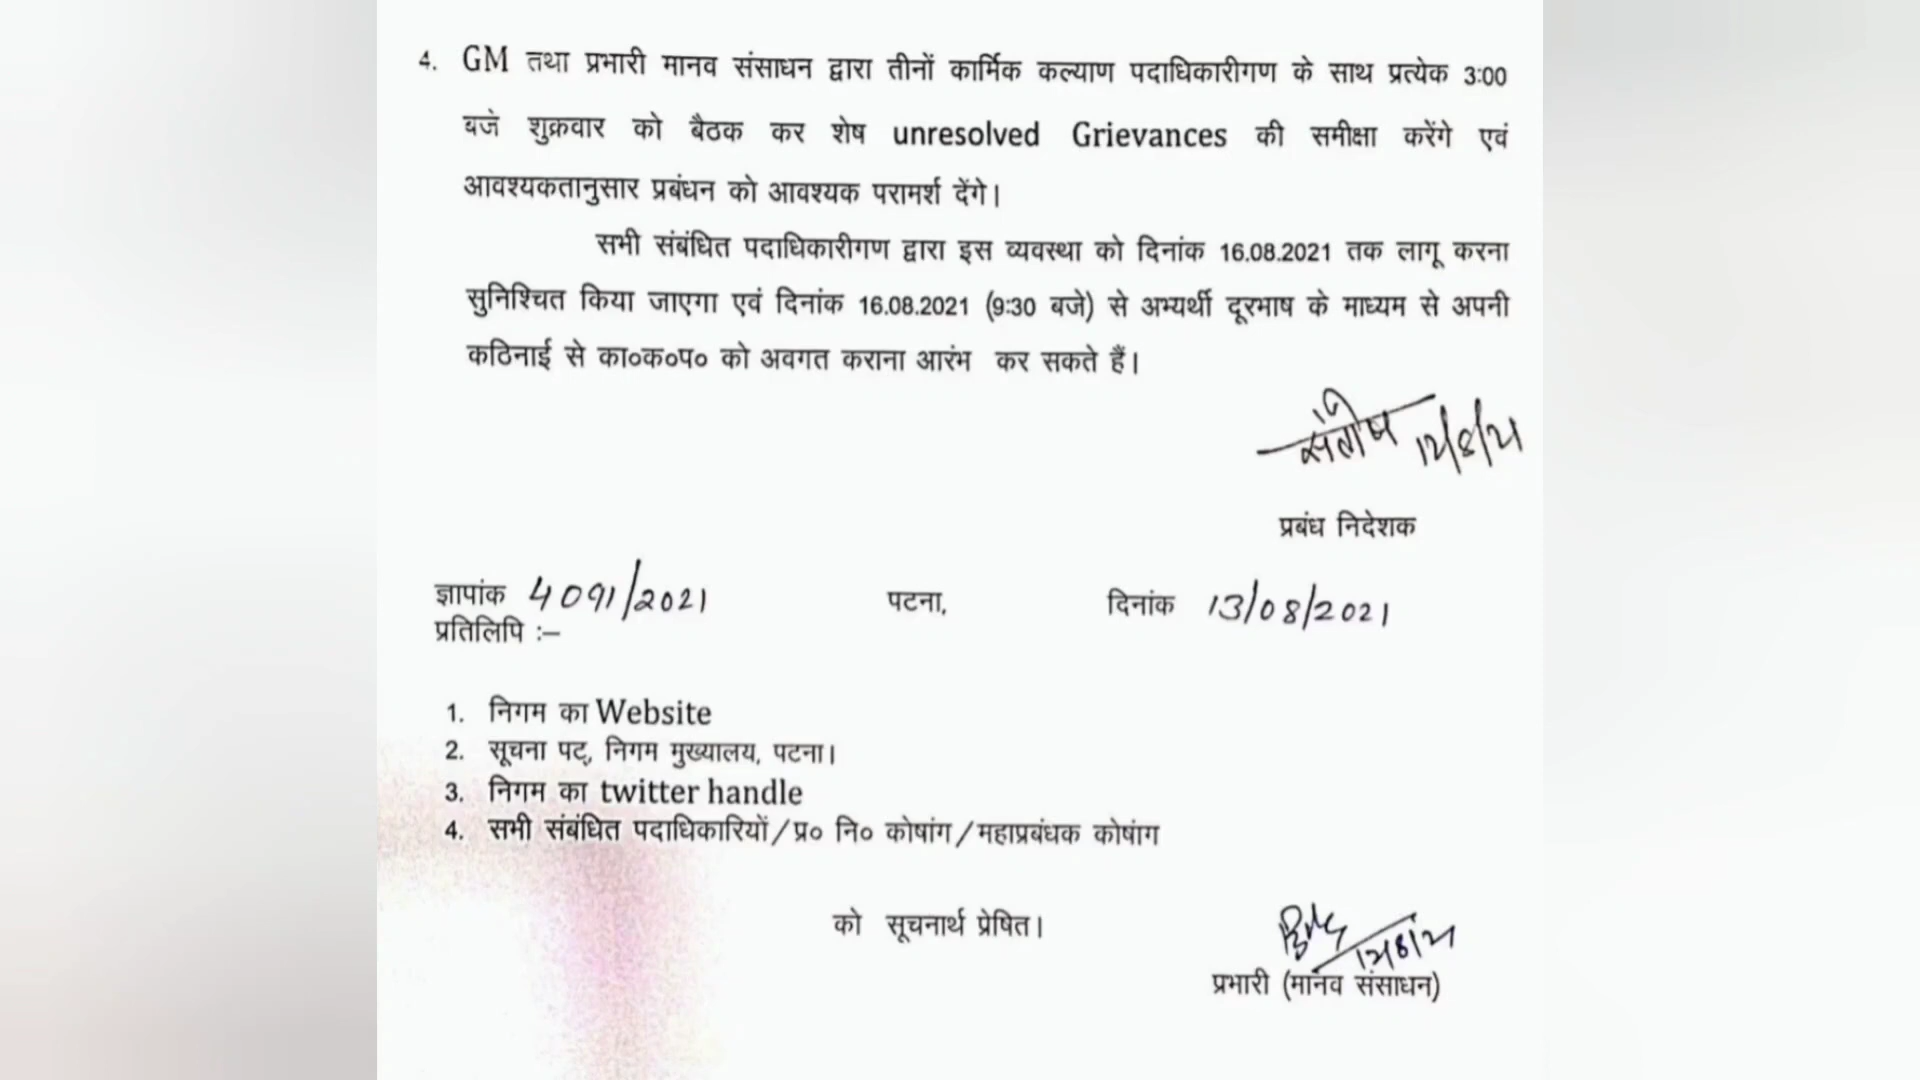 4. GM तथा प्रभारी मानव संसाधन द्वारा तीनों कार्मिक कल्याण पदाधिकारीगण के साथ प्रत्येक 3:00
बजे शुक्रवार को बैठक कर शेष unresolved Grievances की समीक्षा करेंगे एवं
आवश्यकतानुसार प्रबंधन को आवश्यक परामर्श देंगे।
सभी संबंधित पदाधिकारीगण द्वारा इस व्यवस्था को दिनांक 16.08.2021 तक लागू करना
सुनिश्चित किया जाएगा एवं दिनांक 16.08.2021 (9:30 बजे) से अभ्यर्थी दूरभाष के माध्यम से अपनी
कठिनाई से का०क०प० को अवगत कराना आरंभ कर सकते हैं।
संतोष 12/8/21
प्रबंध निदेशक
ज्ञापांक 4091/2021 पटना, दिनांक 13/08/2021
प्रतिलिपि :–
1. निगम का Website
2. सूचना पट्, निगम मुख्यालय, पटना।
3. निगम का twitter handle
4. सभी संबंधित पदाधिकारियों/प्र० नि० कोषांग/महाप्रबंधक कोषांग
को सूचनार्थ प्रेषित।
12/8/21
प्रभारी (मानव संसाधन)